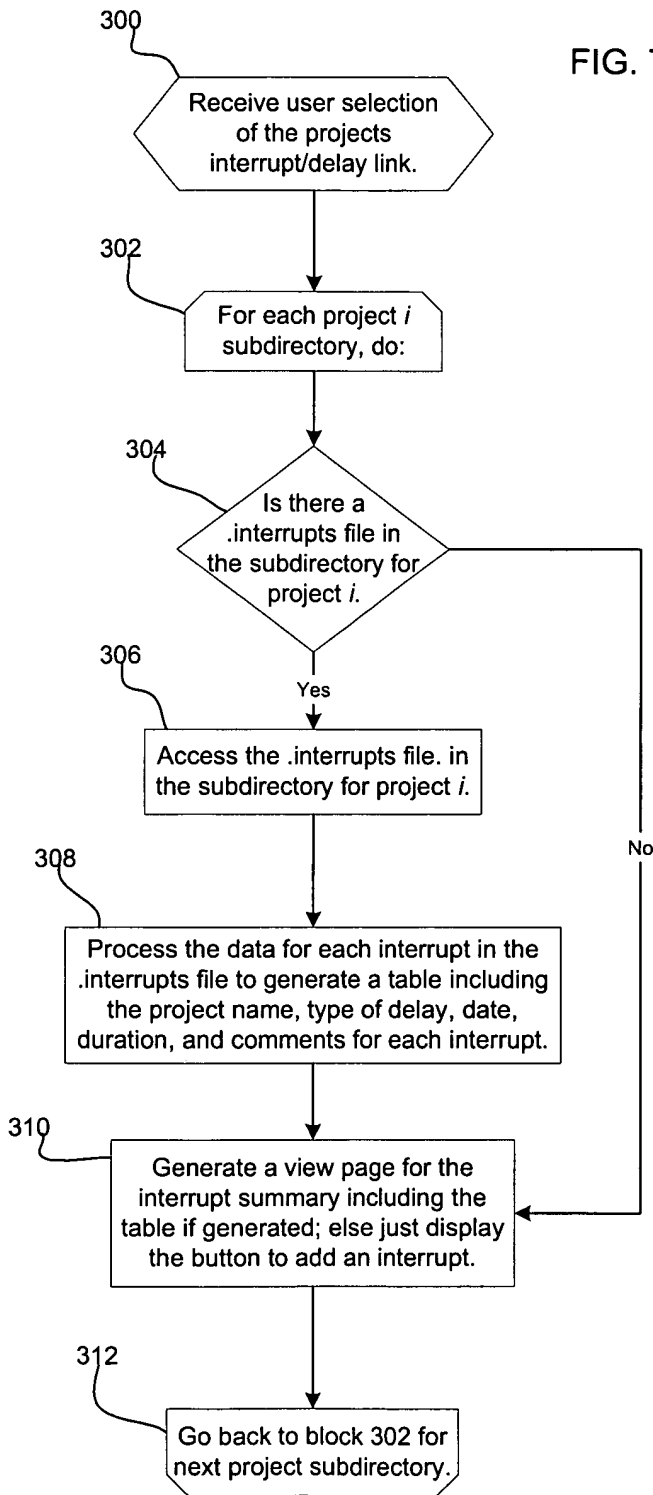 300
FIG. 7
Receive user selection
of the projects
interrupt/delay link.
302
For each project i
subdirectory, do:
304
Is there a
.interrupts file in
the subdirectory for
project i.
306
Yes
Access the .interrupts file. in
the subdirectory for project i.
No
308
Process the data for each interrupt in the
.interrupts file to generate a table including
the project name, type of delay, date,
duration, and comments for each interrupt.
310
Generate a view page for the
interrupt summary including the
table if generated; else just display
the button to add an interrupt.
312
Go back to block 302 for
next project subdirectory.